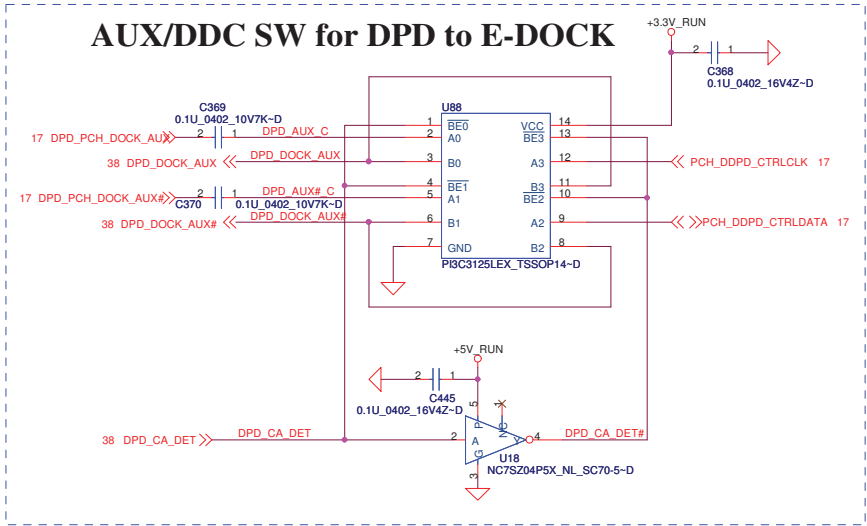 AUX/DDC SW for DPD to E-DOCK
+3.3V_RUN
2 1
C368
0.1U_0402_16V4Z~D
U88
C369
0.1U_0402_10V7K~D
17 DPD_PCH_DOCK_AUX 2 1 DPD_AUX_C
38 DPD_DOCK_AUX DPD_DOCK_AUX
17 DPD_PCH_DOCK_AUX# 2 1 DPD_AUX#_C
C370 0.1U_0402_10V7K~D
38 DPD_DOCK_AUX# DPD_DOCK_AUX#
1 BE0 VCC 14
2 A0 BE3 13
3 B0 A3 12 PCH_DDPD_CTRLCLK 17
4 BE1 B3 11
5 A1 BE2 10
6 B1 A2 9 PCH_DDPD_CTRLDATA 17
7 GND B2 8
PI3C3125LEX_TSSOP14~D
+5V_RUN
2 1
C445
0.1U_0402_16V4Z~D
5 P 1 NC
38 DPD_CA_DET DPD_CA_DET 2 A Y 4 DPD_CA_DET#
G 3
U18
NC7SZ04P5X_NL_SC70-5~D